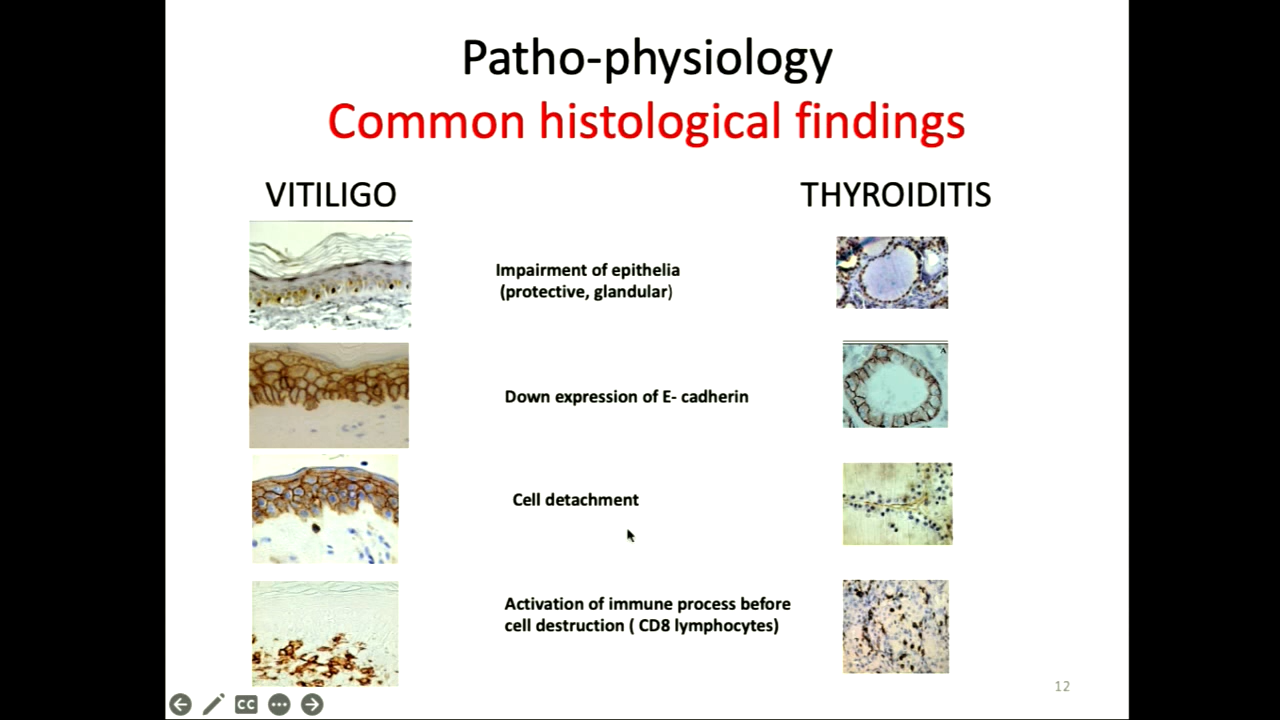 Patho-physiology
Common histological findings
VITILIGO
THYROIDITIS
Impairment of epithelia
(protective, glandular)
A
Down expression of E- cadherin
Cell detachment
Activation of immune process before
cell destruction ( CD8 lymphocytes)
12
CC